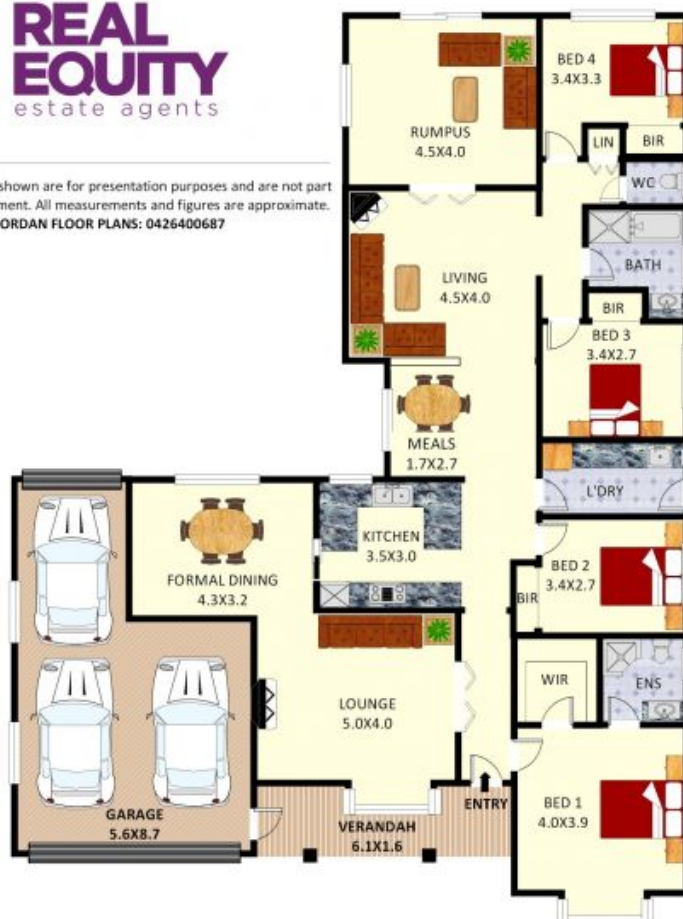 REAL
EQUITY
estate agents
shown are for presentation purposes and are not part
ment. All measurements and figures are approximate.
ORDAN FLOOR PLANS: 0426400687
RUMPUS
4.5X4.0
BED 4
3.4X3.3
LIN
BIR
WC
LIVING
4.5X4.0
BATH
BIR
BED 3
3.4X2.7
MEALS
1.7X2.7
L'DRY
KITCHEN
3.5X3.0
FORMAL DINING
4.3X3.2
BED 2
3.4X2.7
BIR
WIR
ENS
LOUNGE
5.0X4.0
ENTRY
BED 1
4.0X3.9
GARAGE
5.6X8.7
VERANDAH
6.1X1.6